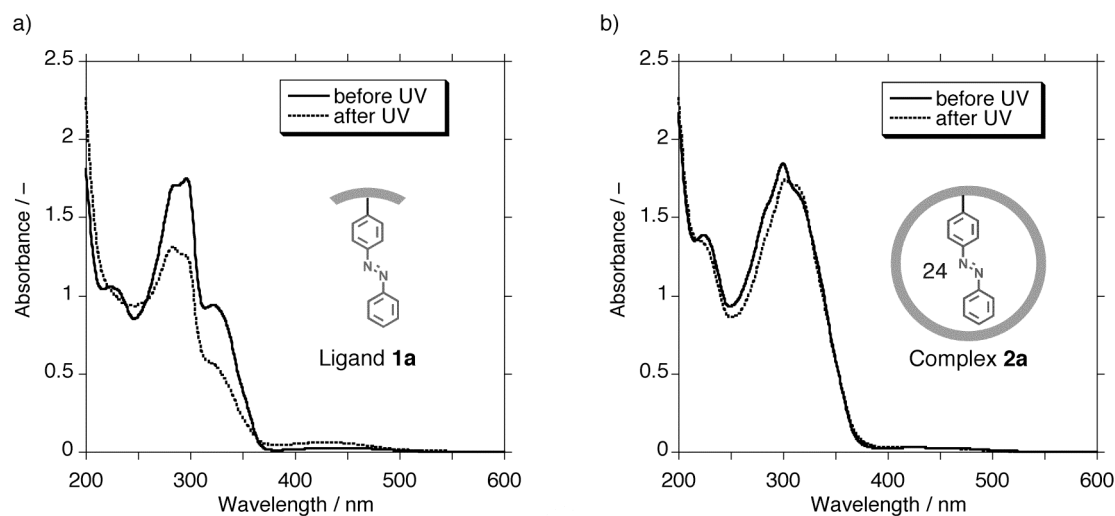 a)
2.5
2
1.5
1
0.5
0
Absorbance / –
before UV
after UV
N
N
Ligand 1a
200
300
400
500
600
Wavelength / nm
b)
2.5
2
1.5
1
0.5
0
Absorbance / –
before UV
after UV
24
N
N
Complex 2a
200
300
400
500
600
Wavelength / nm